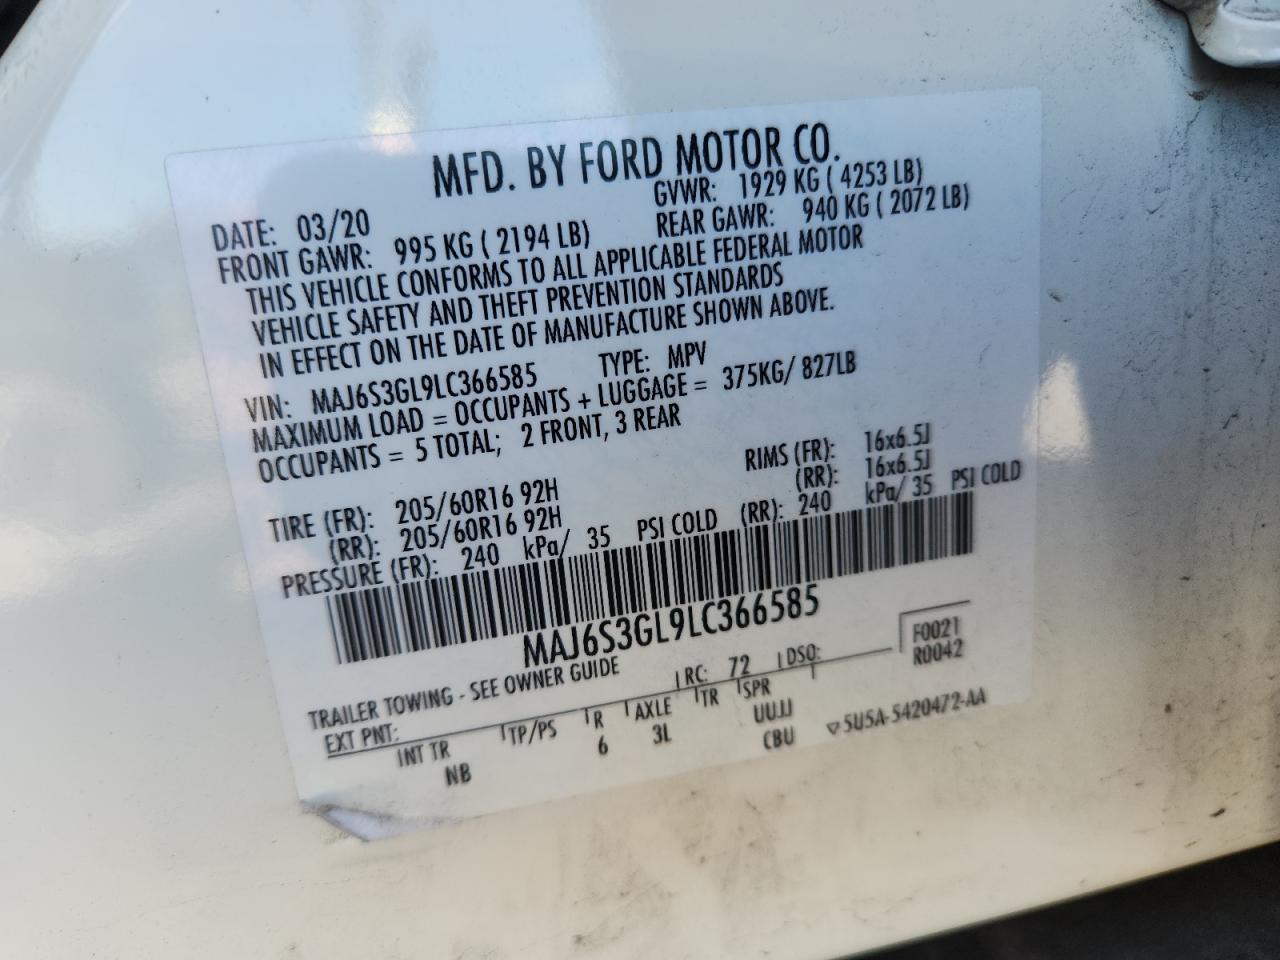 MFD. BY FORD MOTOR CO.
DATE: 03/20 GVWR: 1929 KG ( 4253 LB)
FRONT GAWR: 995 KG ( 2194 LB) REAR GAWR: 940 KG ( 2072 LB)
THIS VEHICLE CONFORMS TO ALL APPLICABLE FEDERAL MOTOR
VEHICLE SAFETY AND THEFT PREVENTION STANDARDS
IN EFFECT ON THE DATE OF MANUFACTURE SHOWN ABOVE.
VIN: MAJ6S3GL9LC366585 TYPE: MPV
MAXIMUM LOAD = OCCUPANTS + LUGGAGE = 375KG/ 827LB
OCCUPANTS = 5 TOTAL; 2 FRONT, 3 REAR
TIRE (FR): 205/60R16 92H RIMS (FR): 16x6.5J
(RR): 205/60R16 92H (RR): 16x6.5J
PRESSURE (FR): 240 kPa/ 35 PSI COLD (RR): 240 kPa/ 35 PSI COLD
MAJ6S3GL9LC366585
F0021
R0042
TRAILER TOWING - SEE OWNER GUIDE
EXT PNT: RC: 72 DSO:
INT TR TP/PS R AXLE TR SPR
NB 6 3L UUJJ
CBU
▽5U5A-5420472-AA